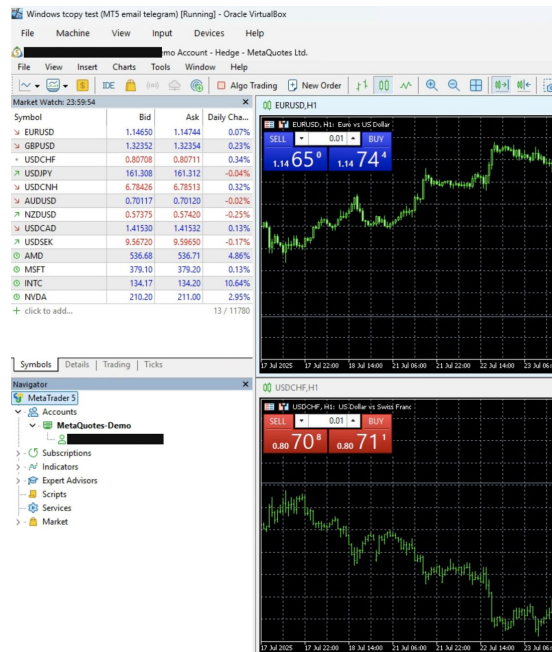 Windows tcopy test (MT5 email telegram) [Running] - Oracle VirtualBox
File Machine View Input Devices Help
mo Account - Hedge - MetaQuotes Ltd.
File View Insert Charts Tools Window Help
$ IDE Algo Trading New Order
Market Watch: 23:59:54
Symbol Bid Ask Daily Cha...
EURUSD 1.14650 1.14744 0.07%
GBPUSD 1.32352 1.32354 0.23%
USDCHF 0.80708 0.80711 0.34%
USDJPY 161.308 161.312 -0.04%
USDCNH 6.78426 6.78513 0.32%
AUDUSD 0.70117 0.70120 -0.02%
NZDUSD 0.57375 0.57420 -0.25%
USDCAD 1.41530 1.41532 0.13%
USDSEK 9.56720 9.59650 -0.17%
AMD 536.68 536.71 4.86%
MSFT 379.10 379.20 0.13%
INTC 134.17 134.20 10.64%
NVDA 210.20 211.00 2.95%
click to add... 13 / 11780
Symbols Details Trading Ticks
Navigator
MetaTrader 5
Accounts
MetaQuotes-Demo
Subscriptions
Indicators
Expert Advisors
Scripts
Services
Market
EURUSD,H1
EURUSD, H1: Euro vs US Dollar
SELL 0.01 BUY
1.14 65 0 1.14 74 4
17 Jul 2025 17 Jul 22:00 18 Jul 14:00 21 Jul 06:00 21 Jul 22:00 22 Jul 14:00 23 Jul 06:
USDCHF,H1
USDCHF, H1: US Dollar vs Swiss Franc
SELL 0.01 BUY
0.80 70 8 0.80 71 1
17 Jul 2025 17 Jul 22:00 18 Jul 14:00 21 Jul 06:00 21 Jul 22:00 22 Jul 14:00 23 Jul 06: